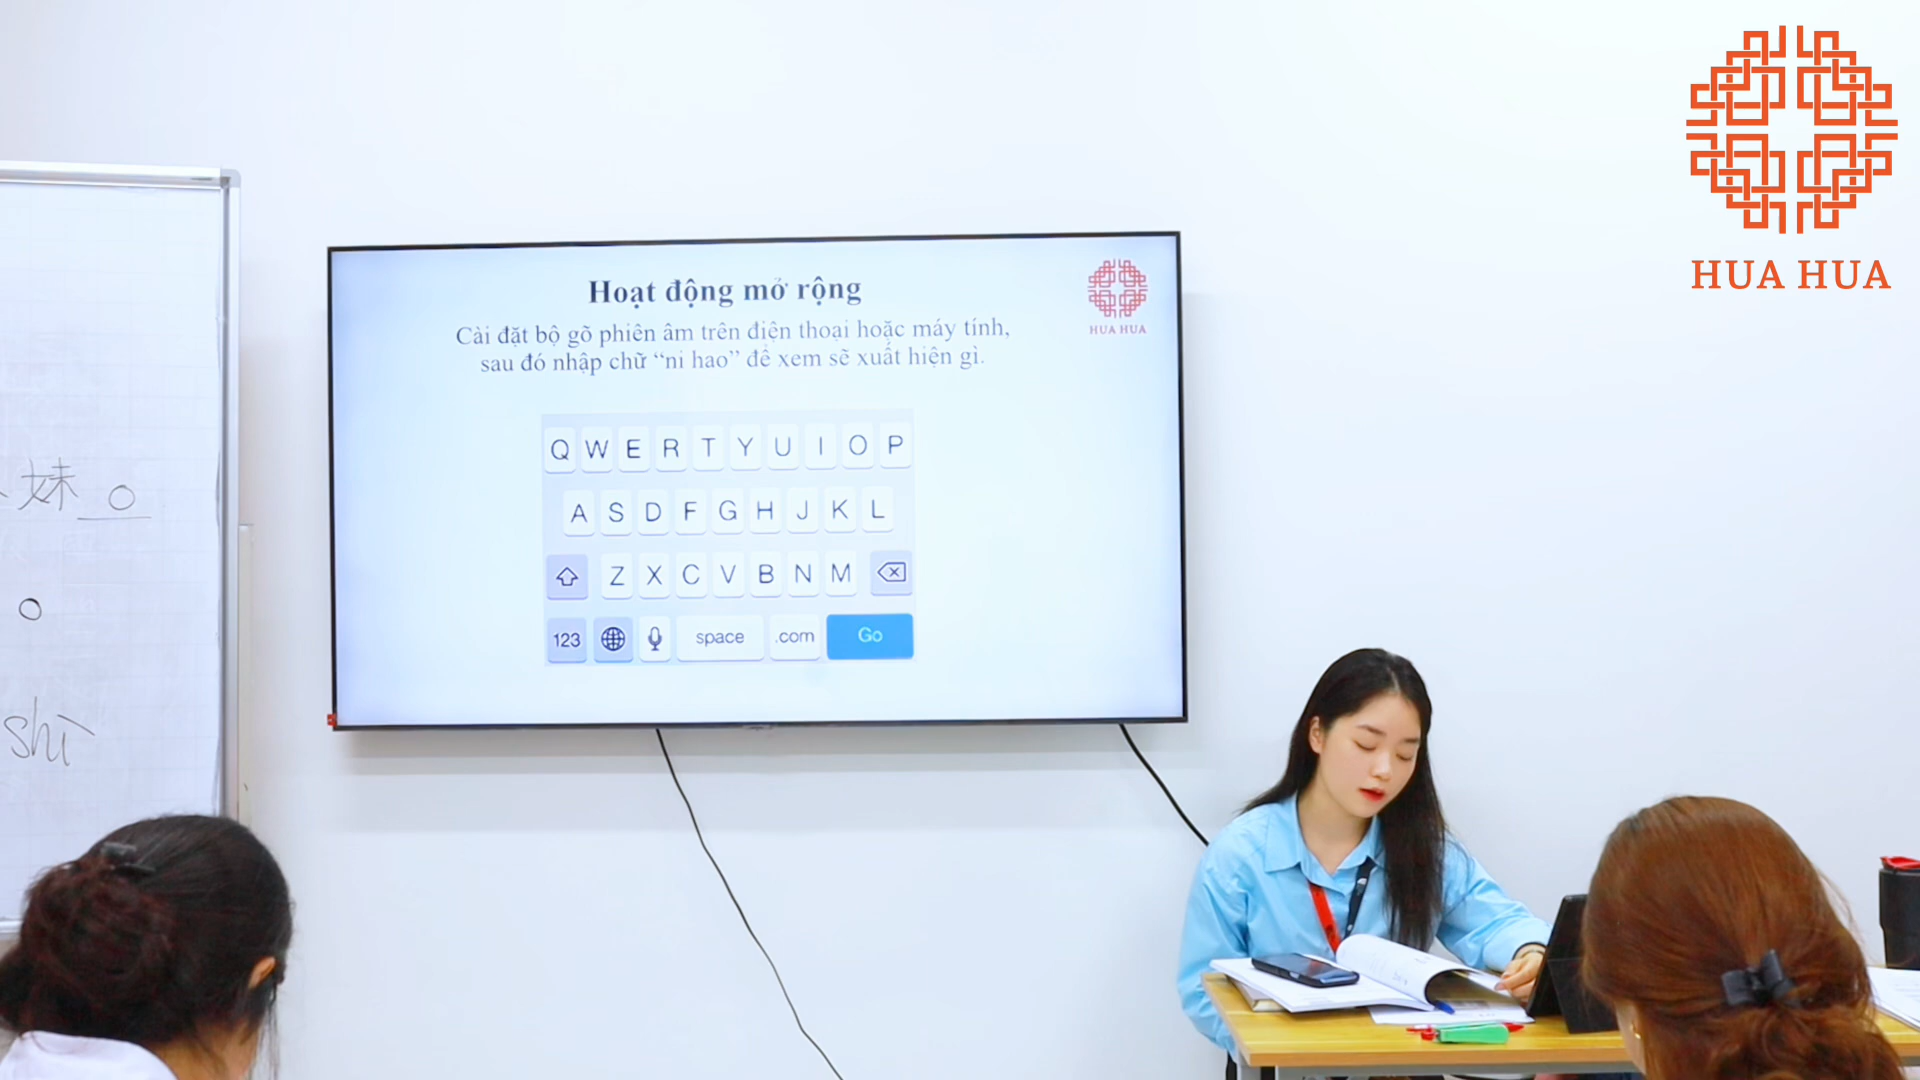 HUA HUA
Hoạt động mở rộng
HUA HUA
Cài đặt bộ gõ phiên âm trên điện thoại hoặc máy tính,
sau đó nhập chữ “ni hao” để xem sẽ xuất hiện gì.
Q W E R T Y U I O P
A S D F G H J K L
Z X C V B N M
123 space .com Go
妹 。
。
shì